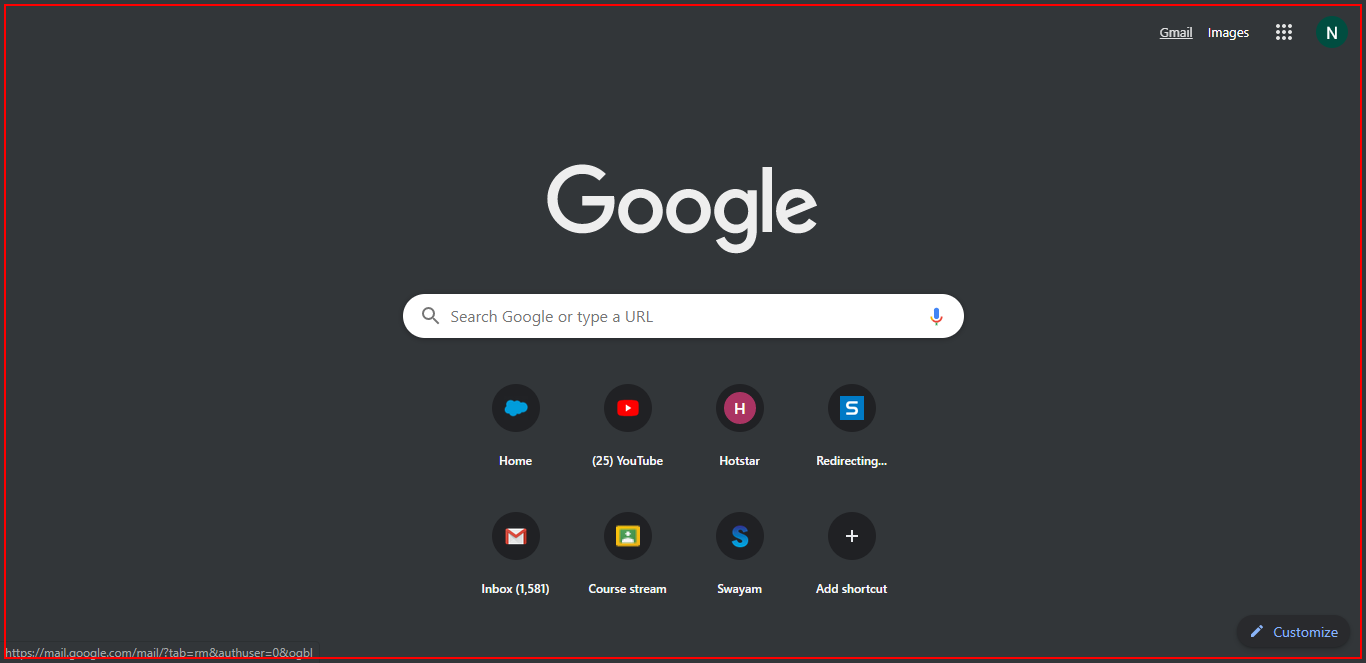 Gmail Images N
Google
Search Google or type a URL
H S
Home (25) YouTube Hotstar Redirecting...
Inbox (1,581) Course stream Swayam Add shortcut
Customize
https://mail.google.com/mail/?tab=rm&authuser=0&ogbl